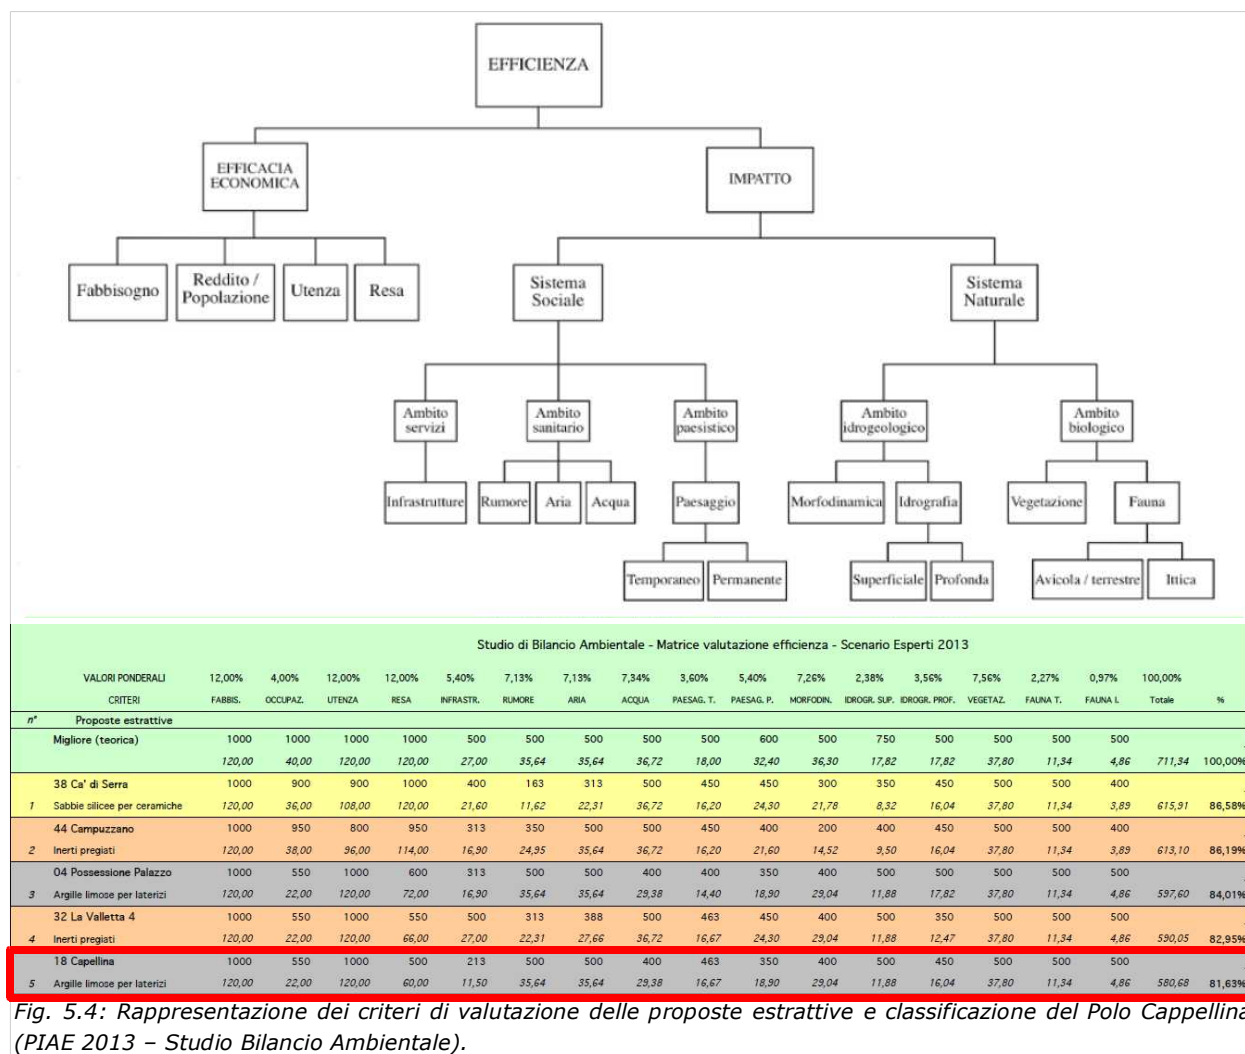 EFFICIENZA
EFFICACIA
ECONOMICA
IMPATTO
Fabbisogno
Reddito /
Popolazione
Utenza
Resa
Sistema
Sociale
Sistema
Naturale
Ambito
servizi
Ambito
sanitario
Ambito
paesistico
Ambito
idrogeologico
Ambito
biologico
Infrastrutture
Rumore
Aria
Acqua
Paesaggio
Morfodinamica
Idrografia
Vegetazione
Fauna
Temporaneo
Permanente
Superficiale
Profonda
Avicola / terrestre
Ittica
Studio di Bilancio Ambientale - Matrice valutazione efficienza - Scenario Esperti 2013
VALORI PONDERALI 12,00% 4,00% 12,00% 12,00% 5,40% 7,13% 7,13% 7,34% 3,60% 5,40% 7,26% 2,38% 3,56% 7,56% 2,27% 0,97% 100,00%
CRITERI FABBIS. OCCUPAZ. UTENZA RESA INFRASTR. RUMORE ARIA ACQUA PAESAG. T. PAESAG. P. MORFODIN. IDROGR. SUP. IDROGR. PROF. VEGETAZ. FAUNA T. FAUNA I. Totale %
n° Proposte estrattive
Migliore (teorica) 1000 1000 1000 1000 500 500 500 500 500 600 500 750 500 500 500 500
120,00 40,00 120,00 120,00 27,00 35,64 35,64 36,72 18,00 32,40 36,30 17,82 17,82 37,80 11,34 4,86 711,34 100,00%
38 Ca' di Serra 1000 900 900 1000 400 163 313 500 450 450 300 350 450 500 500 400
1 Sabbie silicee per ceramiche 120,00 36,00 108,00 120,00 21,60 11,62 22,31 36,72 16,20 24,30 21,78 8,32 16,04 37,80 11,34 3,89 615,91 86,58%
44 Campuzzano 1000 950 800 950 313 350 500 500 450 400 200 400 450 500 500 400
2 Inerti pregiati 120,00 38,00 96,00 114,00 16,90 24,95 35,64 36,72 16,20 21,60 14,52 9,50 16,04 37,80 11,34 3,89 613,10 86,19%
04 Possessione Palazzo 1000 550 1000 600 313 500 500 400 400 350 400 500 500 500 500 500
3 Argille limose per laterizi 120,00 22,00 120,00 72,00 16,90 35,64 35,64 29,38 14,40 18,90 29,04 11,88 17,82 37,80 11,34 4,86 597,60 84,01%
32 La Valletta 4 1000 550 1000 550 500 313 388 500 463 450 400 500 350 500 500 500
4 Inerti pregiati 120,00 22,00 120,00 66,00 27,00 22,31 27,66 36,72 16,67 24,30 29,04 11,88 12,47 37,80 11,34 4,86 590,05 82,95%
18 Capellina 1000 550 1000 500 213 500 500 400 463 350 400 500 450 500 500 500
5 Argille limose per laterizi 120,00 22,00 120,00 60,00 11,50 35,64 35,64 29,38 16,67 18,90 29,04 11,88 16,04 37,80 11,34 4,86 580,68 81,63%
Fig. 5.4: Rappresentazione dei criteri di valutazione delle proposte estrattive e classificazione del Polo Cappellina
(PIAE 2013 – Studio Bilancio Ambientale).